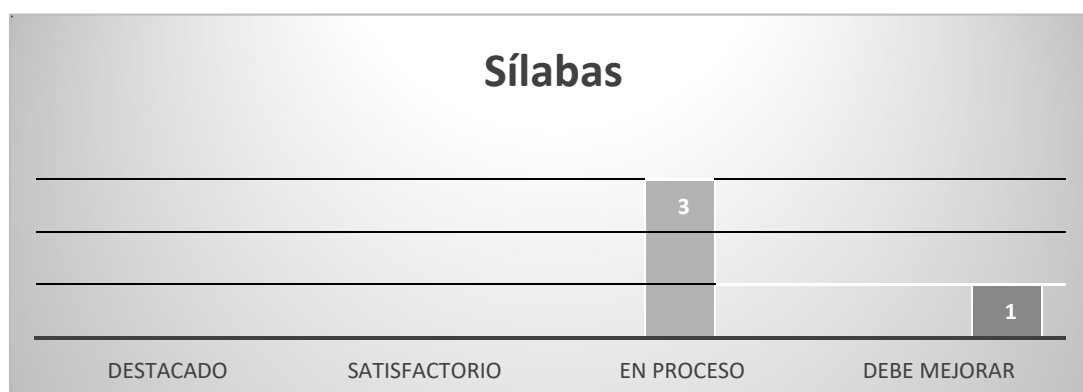 Sílabas
3
1
DESTACADO SATISFACTORIO EN PROCESO DEBE MEJORAR